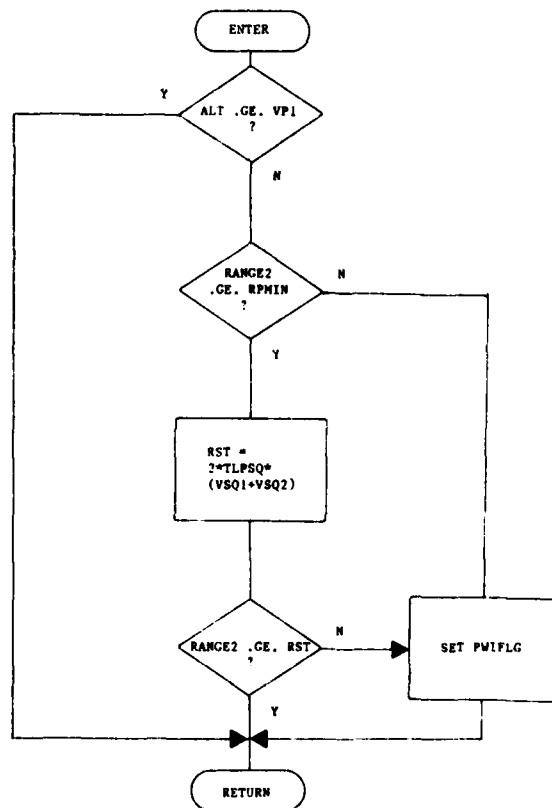 ENTER
Y
ALT .GE. VP1
?
N
RANGE2
.GE. RPMIN
?
N
Y
RST =
2*TLPSQ*
(VSQ1+VSQ2)
RANGE2 .GE. RST
?
N
SET PWIFLG
Y
RETURN